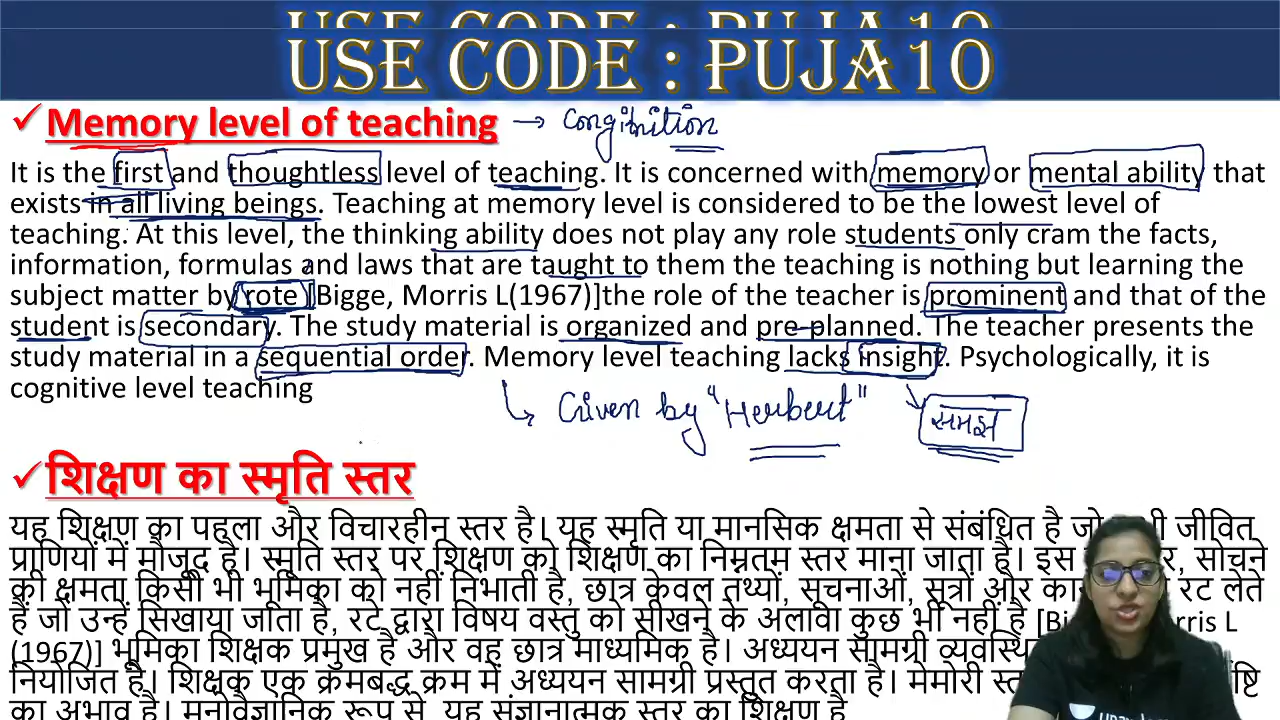 USE CODE : PUJA10
USE CODE : PUJA10
✓ Memory level of teaching → Congibnition
It is the first and thoughtless level of teaching. It is concerned with memory or mental ability that
exists in all living beings. Teaching at memory level is considered to be the lowest level of
teaching. At this level, the thinking ability does not play any role students only cram the facts,
information, formulas and laws that are taught to them the teaching is nothing but learning the
subject matter by rote [Bigge, Morris L(1967)]the role of the teacher is prominent and that of the
student is secondary. The study material is organized and pre-planned. The teacher presents the
study material in a sequential order. Memory level teaching lacks insight. Psychologically, it is
cognitive level teaching
Given by "Herbert"
समझ
✓ शिक्षण का स्मृति स्तर
यह शिक्षण का पहला और विचारहीन स्तर है। यह स्मृति या मानसिक क्षमता से संबंधित है जो जीवित
प्राणियों में मौजूद है। स्मृति स्तर पर शिक्षण को शिक्षण का निम्नतम स्तर माना जाता है। इस सोचने
की क्षमता किसी भी भूमिका को नहीं निभाती है, छात्र केवल तथ्यों, सूचनाओं, सूत्रों और रट लेते
हैं जो उन्हें सिखाया जाता है, रटे द्वारा विषय वस्तु को सीखने के अलावा कुछ भी नहीं है [Bi rris L
(1967)] भूमिका शिक्षक प्रमुख है और वह छात्र माध्यमिक है। अध्ययन सामग्री
नियोजित है। शिक्षक एक क्रमबद्ध क्रम में अध्ययन सामग्री प्रस्तुत करता है। मेमोरी
का अभाव है। मनोवैज्ञानिक रूप से, यह संज्ञानात्मक स्तर का शिक्षण है